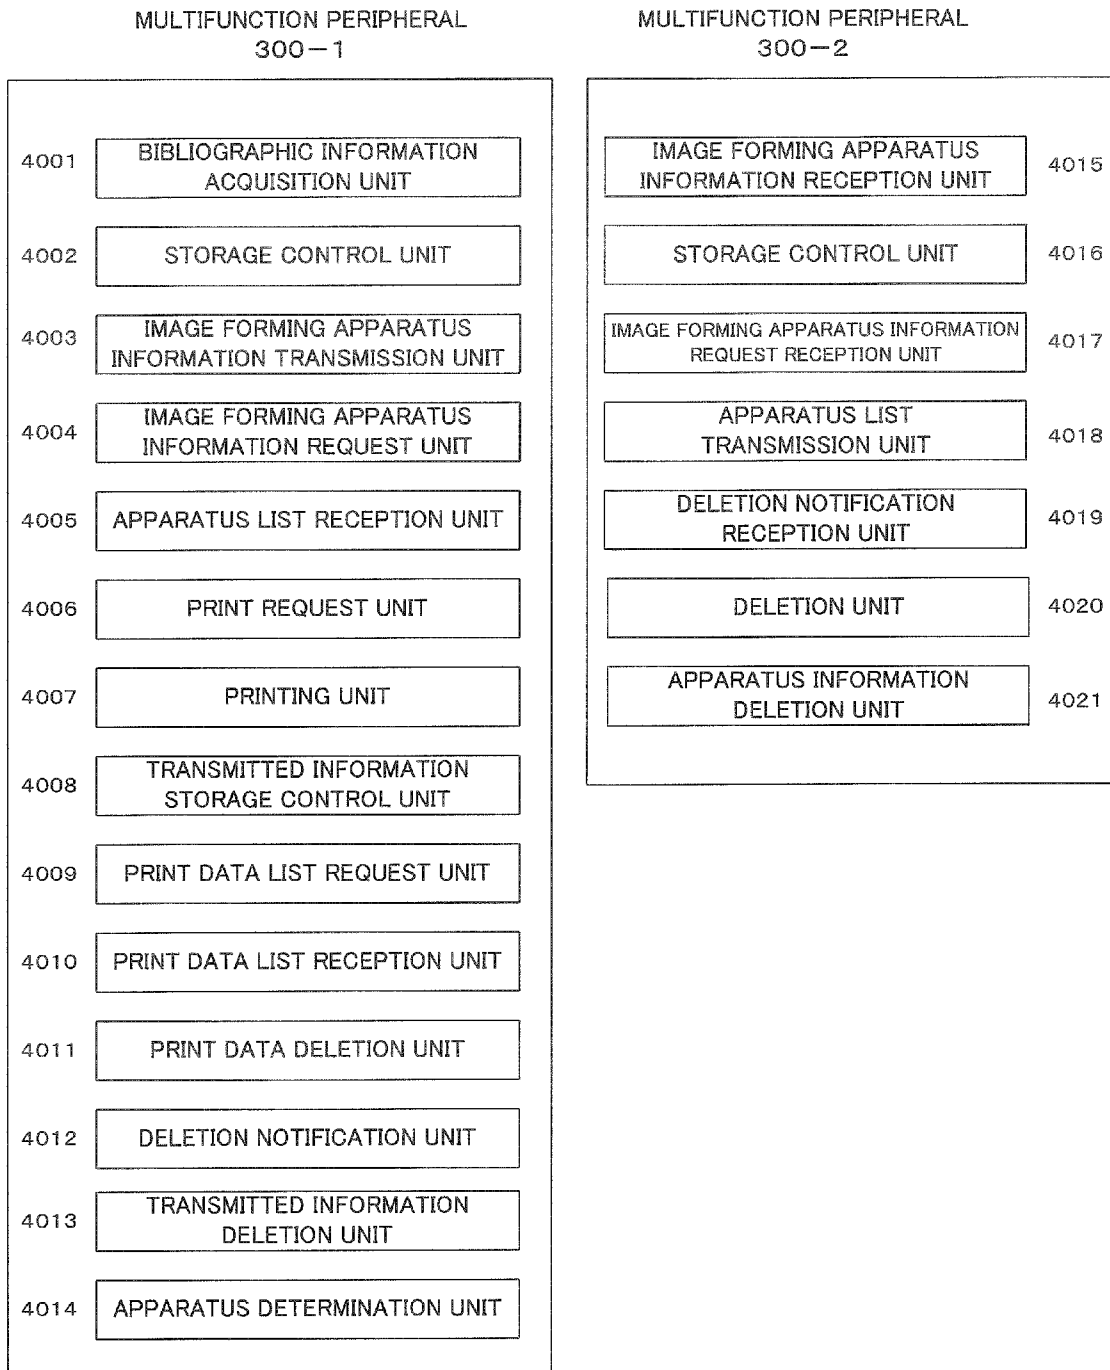 MULTIFUNCTION PERIPHERAL
300-1
4001
BIBLIOGRAPHIC INFORMATION
ACQUISITION UNIT
4002
STORAGE CONTROL UNIT
4003
IMAGE FORMING APPARATUS
INFORMATION TRANSMISSION UNIT
4004
IMAGE FORMING APPARATUS
INFORMATION REQUEST UNIT
4005
APPARATUS LIST RECEPTION UNIT
4006
PRINT REQUEST UNIT
4007
PRINTING UNIT
4008
TRANSMITTED INFORMATION
STORAGE CONTROL UNIT
4009
PRINT DATA LIST REQUEST UNIT
4010
PRINT DATA LIST RECEPTION UNIT
4011
PRINT DATA DELETION UNIT
4012
DELETION NOTIFICATION UNIT
4013
TRANSMITTED INFORMATION
DELETION UNIT
4014
APPARATUS DETERMINATION UNIT
MULTIFUNCTION PERIPHERAL
300-2
IMAGE FORMING APPARATUS
INFORMATION RECEPTION UNIT
4015
STORAGE CONTROL UNIT
4016
IMAGE FORMING APPARATUS INFORMATION
REQUEST RECEPTION UNIT
4017
APPARATUS LIST
TRANSMISSION UNIT
4018
DELETION NOTIFICATION
RECEPTION UNIT
4019
DELETION UNIT
4020
APPARATUS INFORMATION
DELETION UNIT
4021